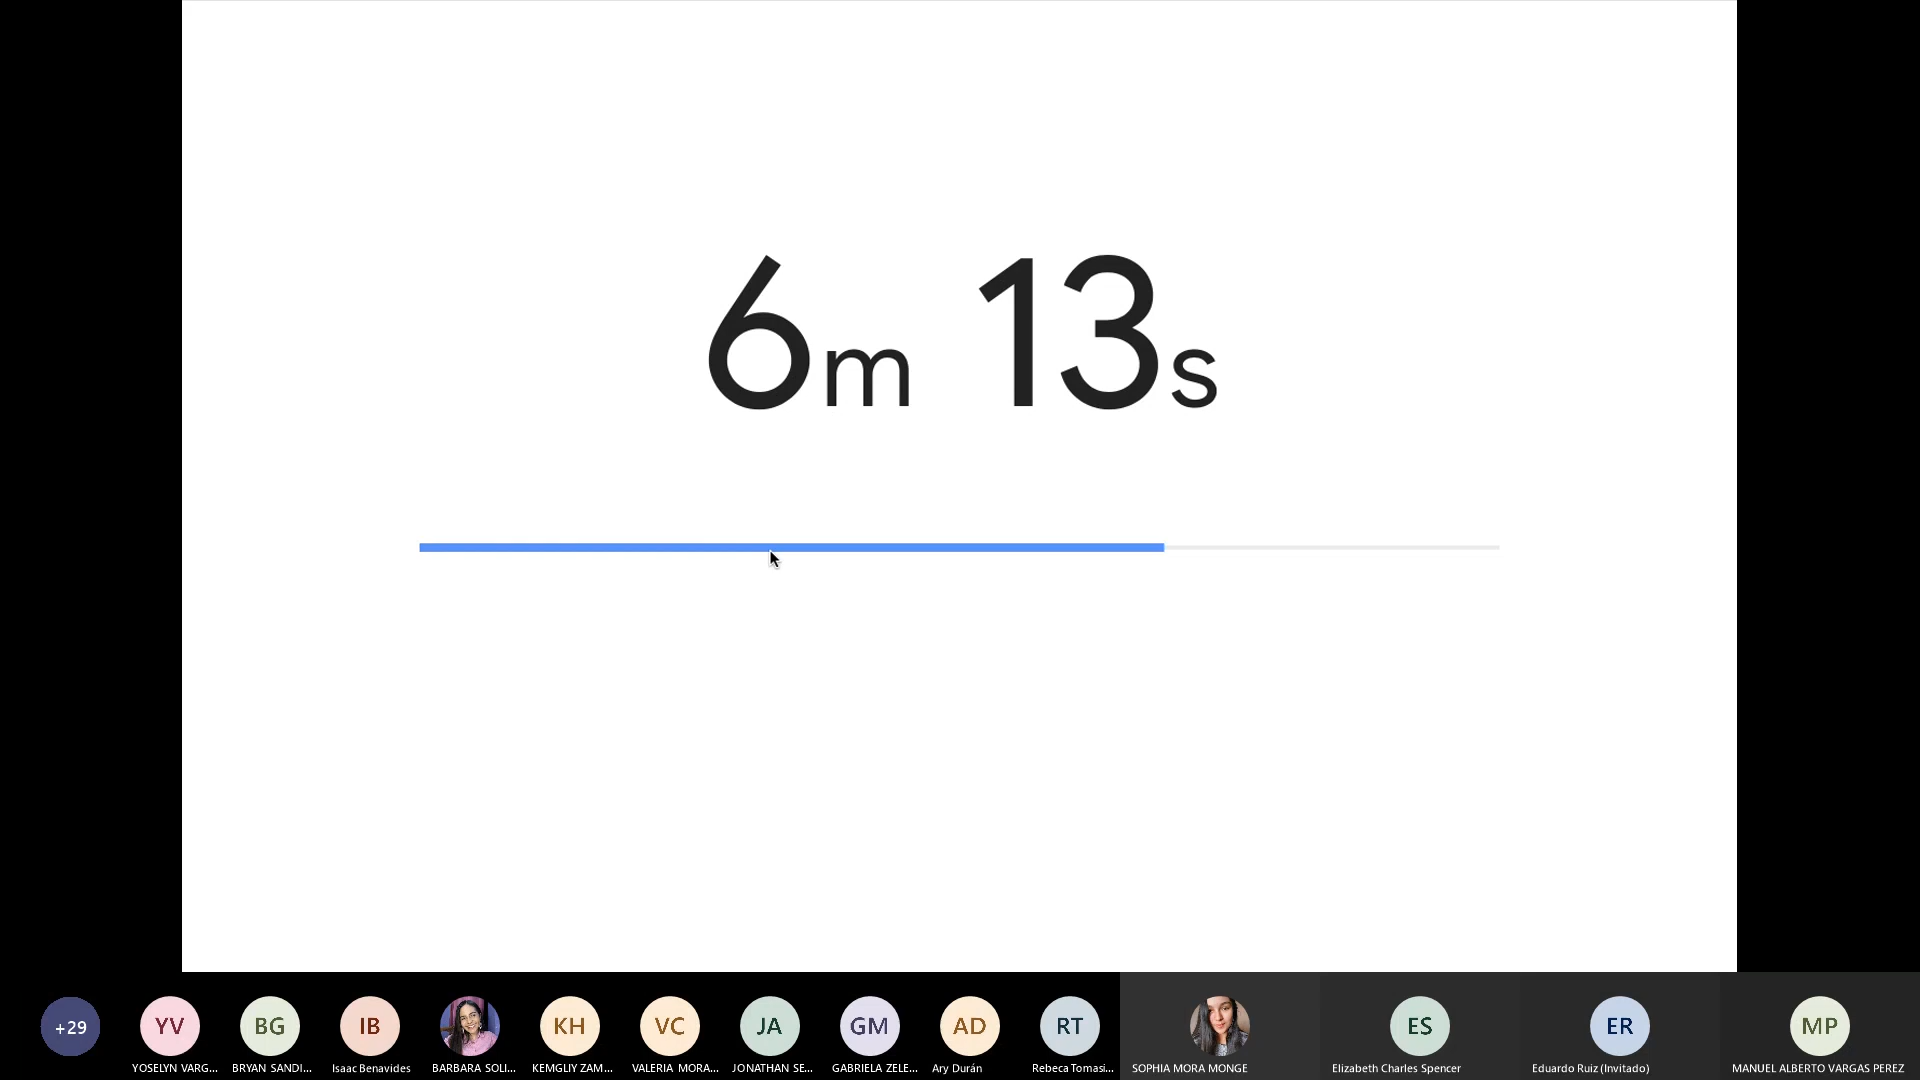 6m 13s
+29 YV BG IB KH VC JA GM AD RT ES ER MP
YOSELYN VARG... BRYAN SANDI... Isaac Benavides BARBARA SOLI... KEMGLIY ZAM... VALERIA MORA... JONATHAN SE... GABRIELA ZELE... Ary Durán Rebeca Tomasi... SOPHIA MORA MONGE Elizabeth Charles Spencer Eduardo Ruiz (Invitado) MANUEL ALBERTO VARGAS PEREZ